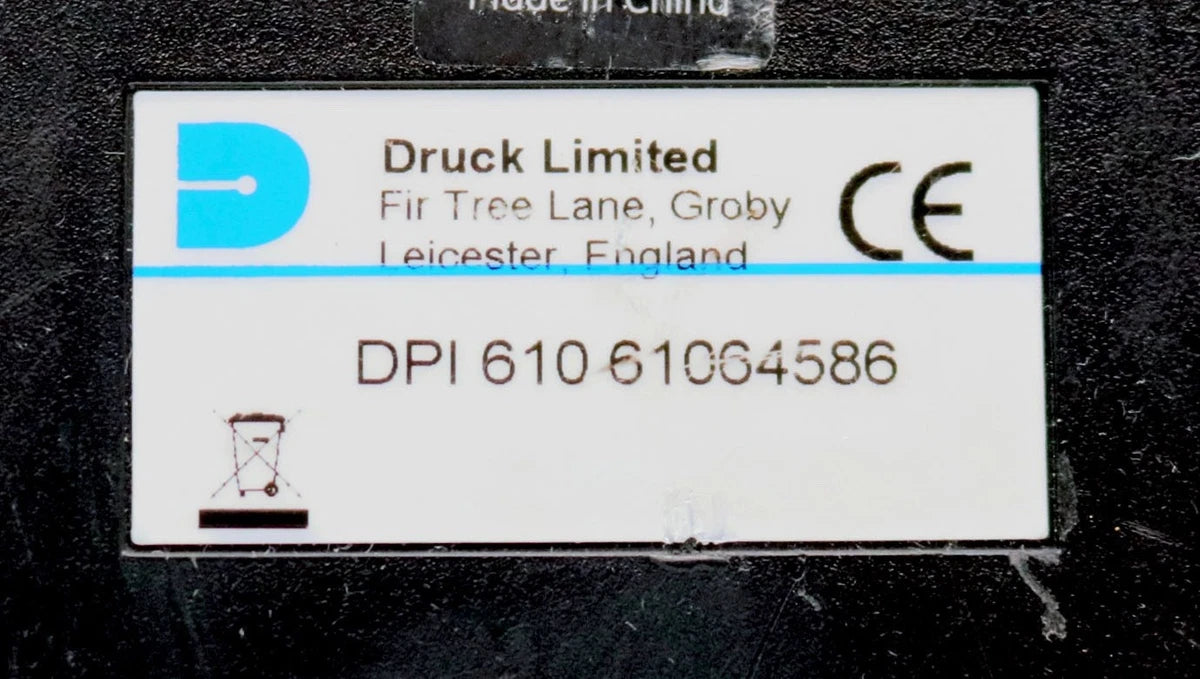 Made in China
Druck Limited
Fir Tree Lane, Groby
Leicester, England
CE
DPI 610 61064586